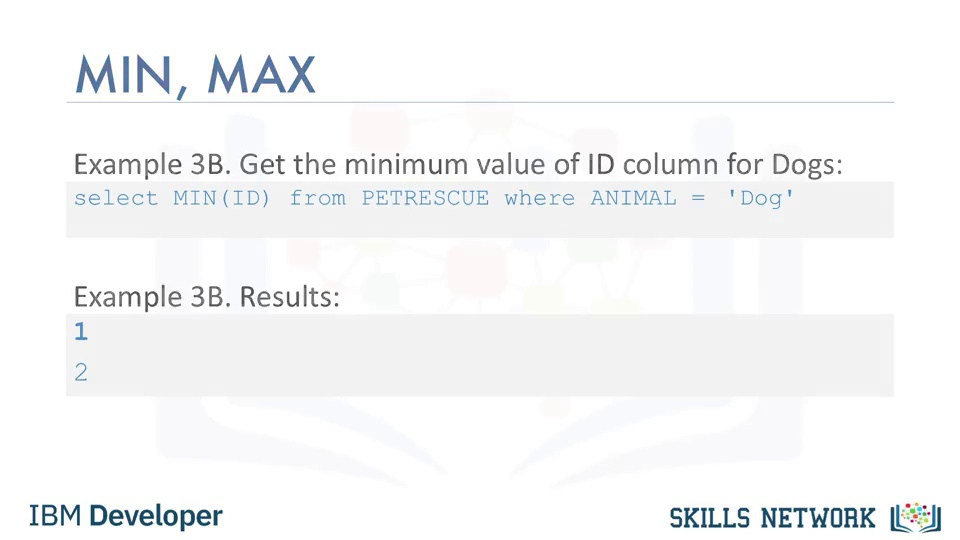 MIN, MAX
Example 3B. Get the minimum value of ID column for Dogs:
select MIN(ID) from PETRESCUE where ANIMAL = 'Dog'
Example 3B. Results:
1
2
IBM Developer
SKILLS NETWORK